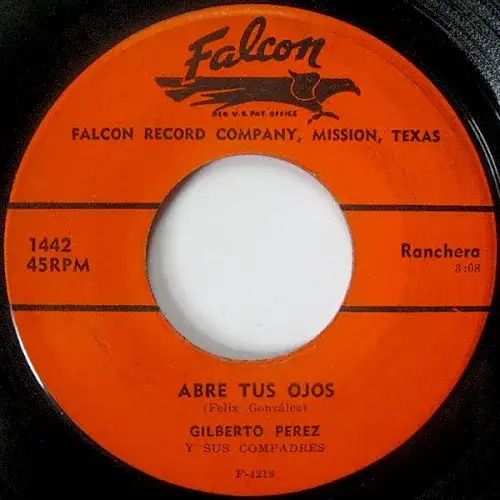 Falcon
REG U.S. PAT. OFFICE
FALCON RECORD COMPANY, MISSION, TEXAS
1442
45RPM
Ranchera
3:08
ABRE TUS OJOS
(Felix González)
GILBERTO PEREZ
Y SUS COMPADRES
F-4218